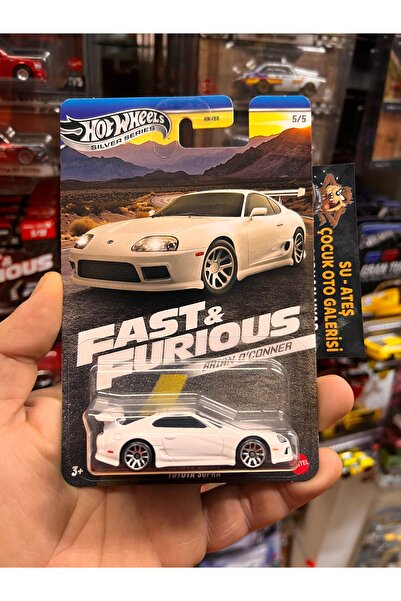 HOT WHEELS
SILVER SERIES
HNR88
5/5
FAST &
FURIOUS
BRIAN O'CONNER
SU - ATEŞ
ÇOCUK OTO GALERİSİ
TOYOTA SUPRA
3+
MATTEL